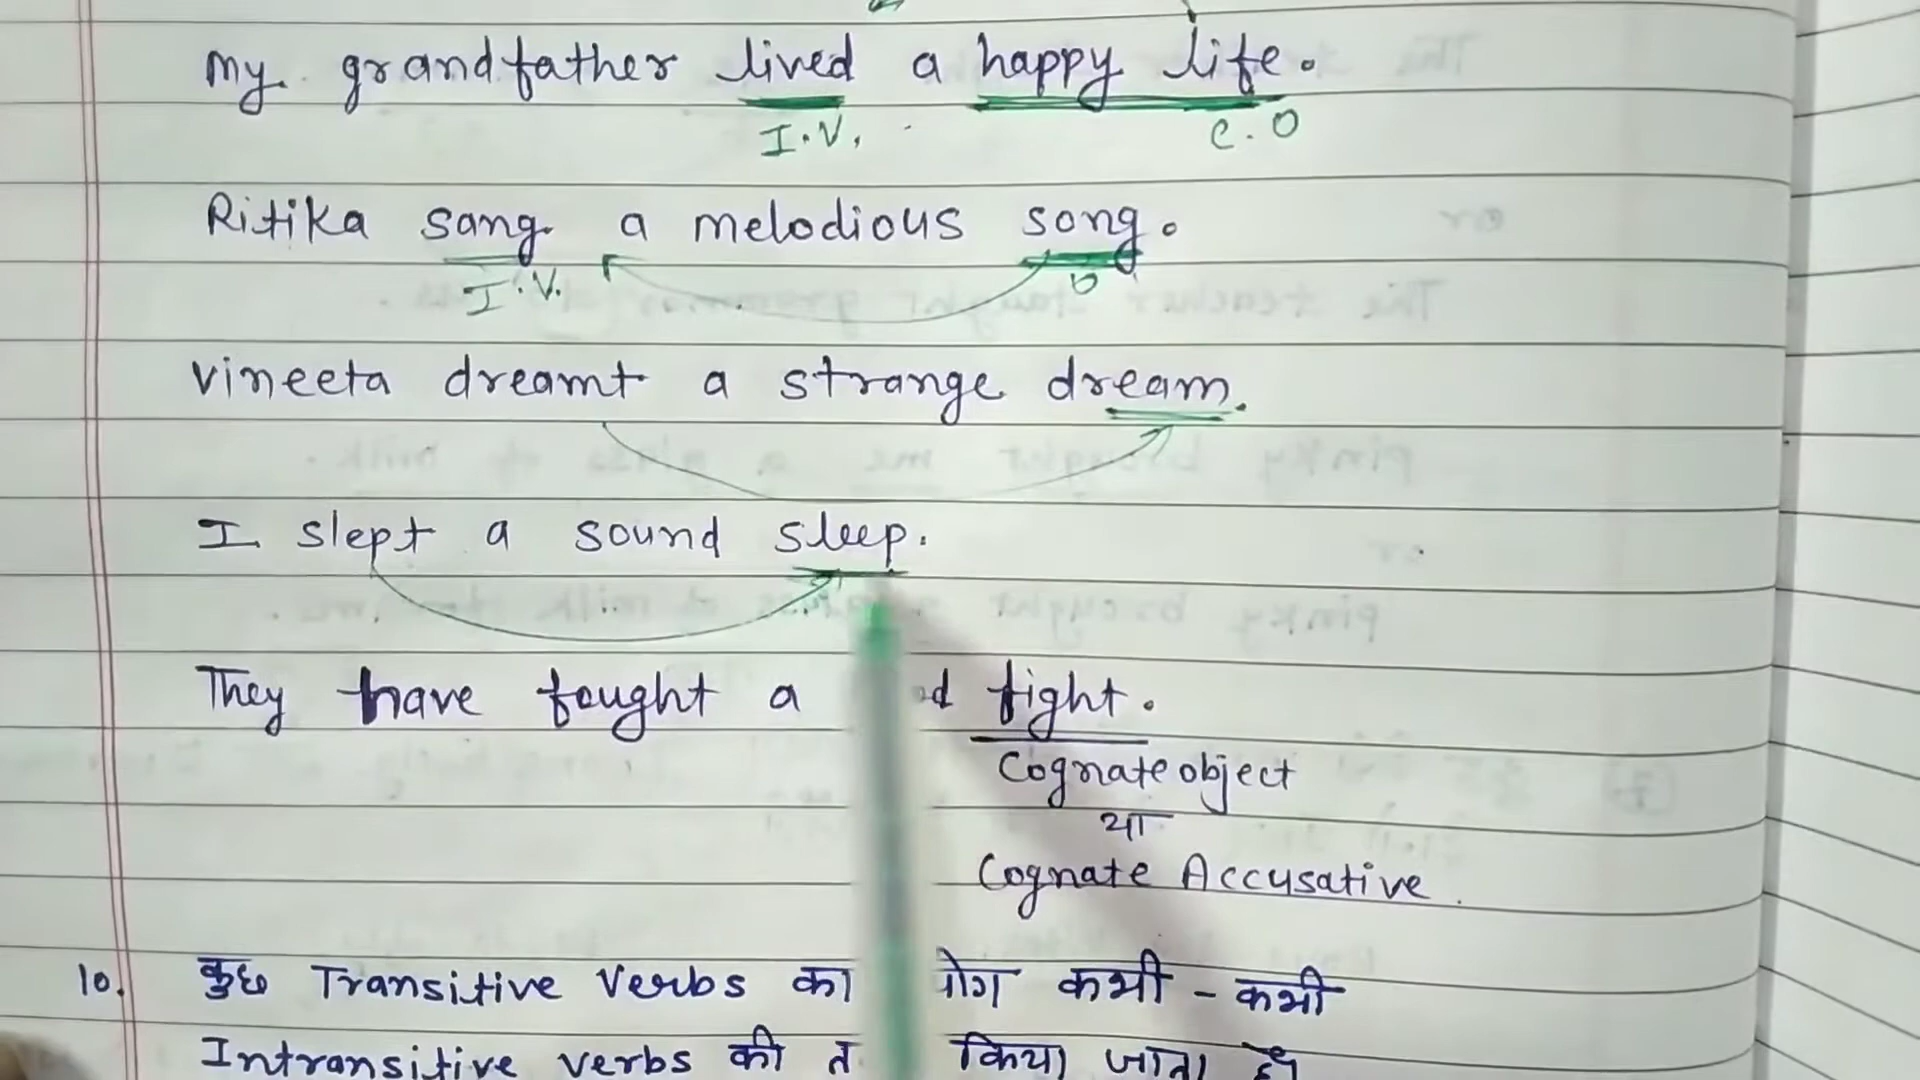 My grandfather lived a happy life.
I.V. C.O
Ritika sang a melodious song.
I.V. O
Vineeta dreamt a strange dream.
I slept a sound sleep.
They have fought a fight.
Cognate object
या
Cognate Accusative.
10. कुछ Transitive Verbs का कभी - कभी
Intransitive verbs की किया जाता है